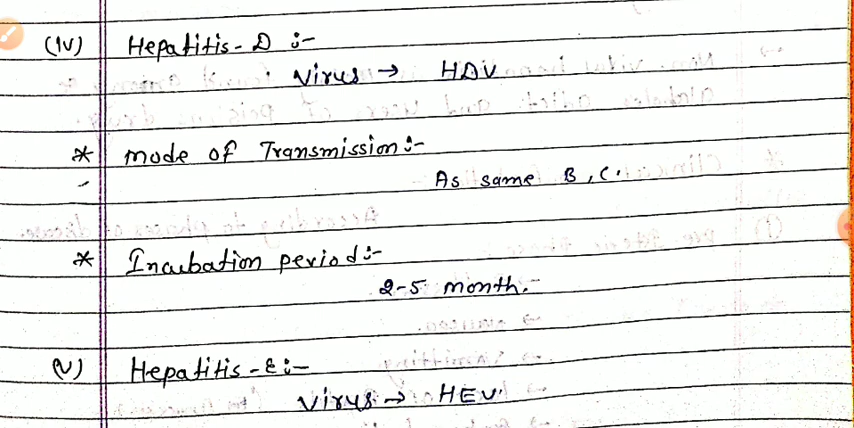 (iv) Hepatitis - D :-
Virus → HDV
* mode of Transmission :-
As same B, C.
* Incubation period :-
2-5 month.
(v) Hepatitis - E :-
Virus → HEV.